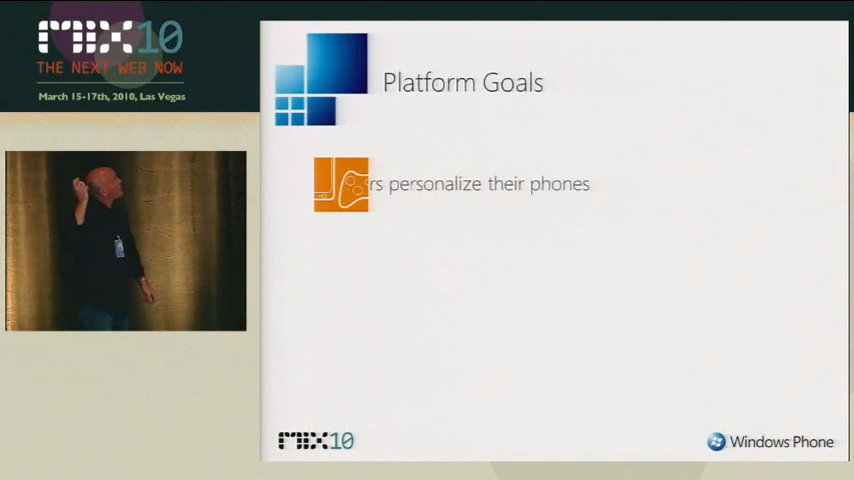 MIX10
THE NEXT WEB NOW
March 15-17th, 2010, Las Vegas
Platform Goals
personalize their phones
MIX10
Windows Phone